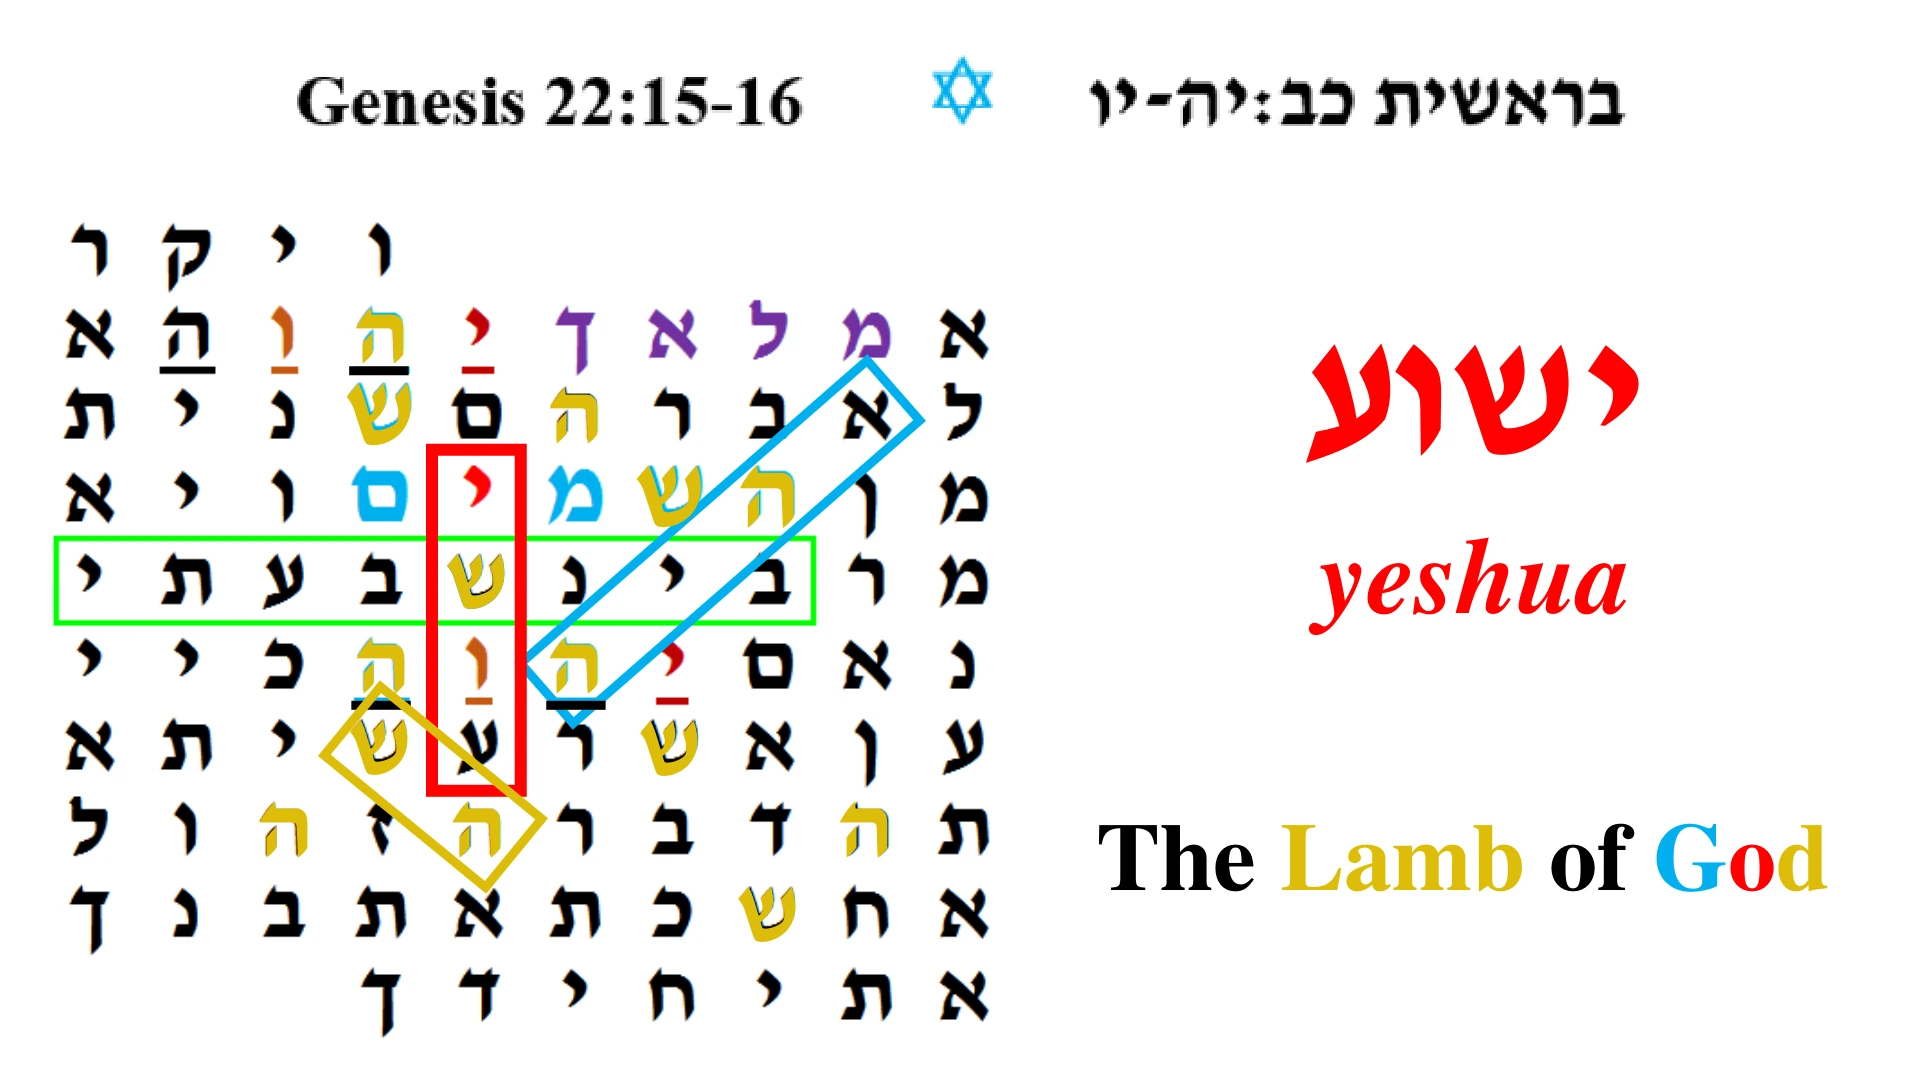 Genesis 22:15-16 ✡ בראשית כב:יה-יו
ו י ק ר
א מ ל א ך י ה ו ה א
ל א ב ר ה ם ש נ י ת
מ ן ה ש מ י ם ו י א
מ ר ב י נ ש ב ע ת י
נ א ם י ה ו ה כ י י
ע ן א ש ר ע ש י ת א
ת ה ד ב ר ה ז ה ו ל
א ח ש כ ת א ת ב נ ך
א ת י ח י ד ך
ישוע
yeshua
The Lamb of God